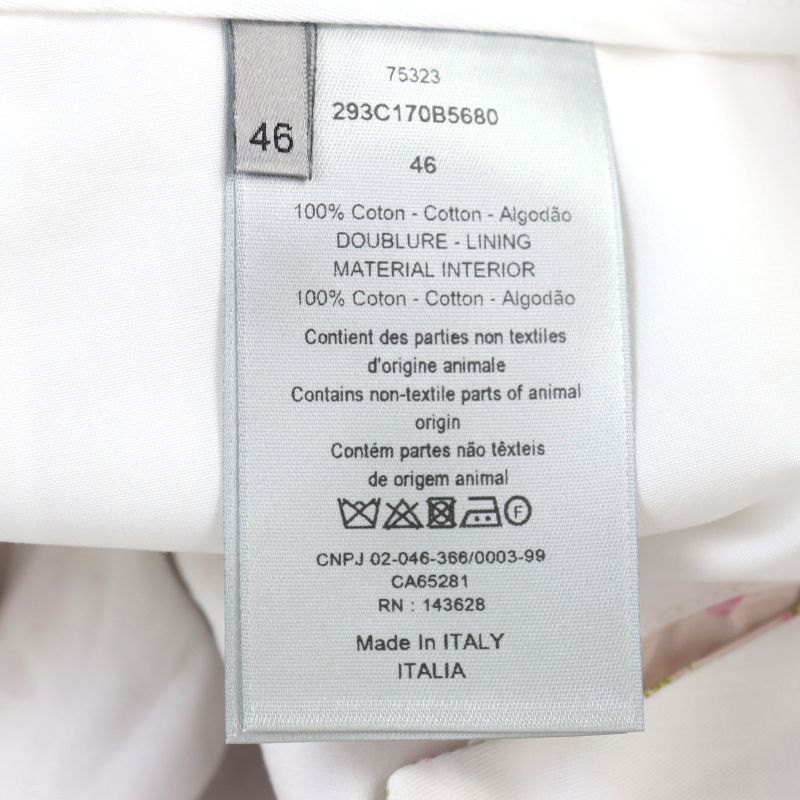 46
75323
293C170B5680
46
100% Coton - Cotton - Algodão
DOUBLURE - LINING
MATERIAL INTERIOR
100% Coton - Cotton - Algodão
Contient des parties non textiles
d'origine animale
Contains non-textile parts of animal
origin
Contém partes não têxteis
de origem animal
F
CNPJ 02-046-366/0003-99
CA65281
RN : 143628
Made In ITALY
ITALIA